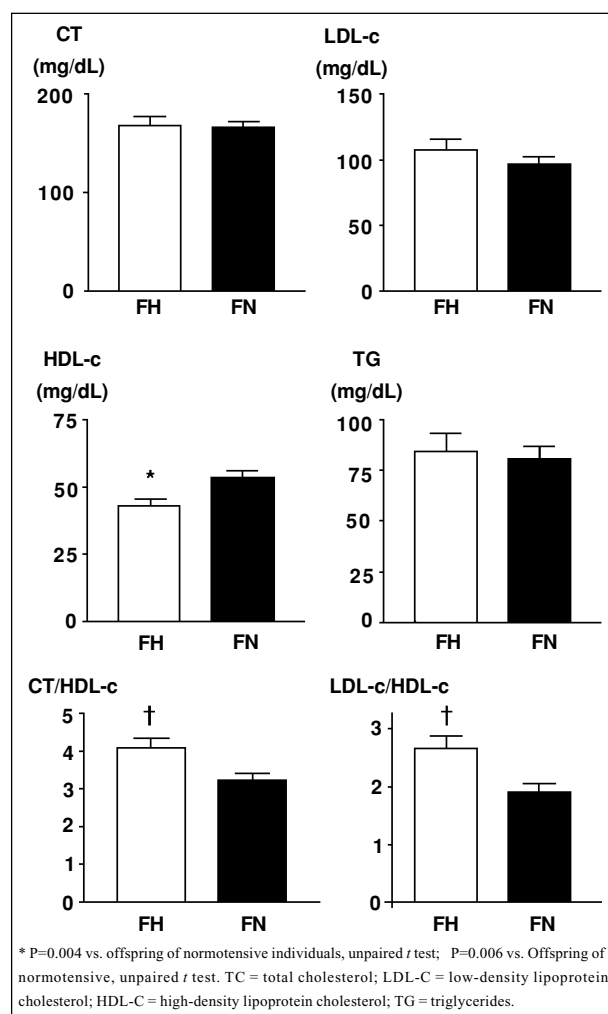 CT
(mg/dL)
200
100
0
FH FN
LDL-c
(mg/dL)
150
100
50
0
FH FN
HDL-c
(mg/dL)
75
50
25
0
*
FH FN
TG
(mg/dL)
100
75
50
25
0
FH FN
CT/HDL-c
5
4
3
2
1
0
†
FH FN
LDL-c/HDL-c
3
2
1
0
†
FH FN
* P=0.004 vs. offspring of normotensive individuals, unpaired t test; P=0.006 vs. Offspring of
normotensive, unpaired t test. TC = total cholesterol; LDL-C = low-density lipoprotein
cholesterol; HDL-C = high-density lipoprotein cholesterol; TG = triglycerides.